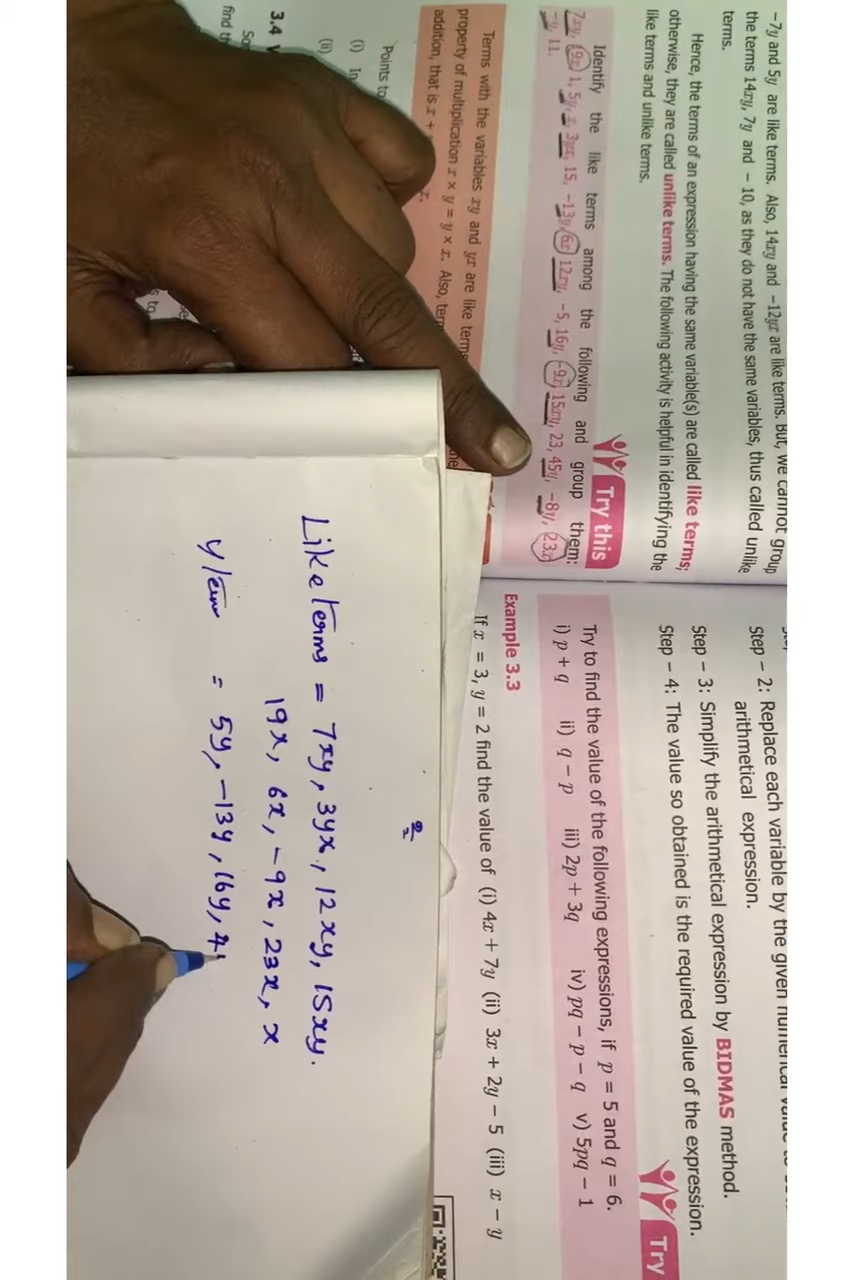 −7y and 5y are like terms. Also, 14xy and −12yx are like terms. But, we cannot group
the terms 14xy, 7y and − 10, as they do not have the same variables, thus called unlike
terms.
Hence, the terms of an expression having the same variable(s) are called like terms;
otherwise, they are called unlike terms. The following activity is helpful in identifying the
like terms and unlike terms.
Try this
Identify the like terms among the following and group them:
7xy, 19x, 1, 5y, x, 3yx, 15, −13y, 6x, 12xy, −5, 16y, −9x, 15xy, 23, 45y, −8y, 23x,
−y, 11.
Terms with the variables xy and yx are like terms
property of multiplication x × y = y × x. Also, term
addition, that is x +
Points to
(i) In
(ii)
3.4
So
find th
Step − 2: Replace each variable by the given numerical value to
arithmetical expression.
Step − 3: Simplify the arithmetical expression by BIDMAS method.
Step − 4: The value so obtained is the required value of the expression.
Try
Try to find the value of the following expressions, if p = 5 and q = 6.
i) p + q ii) q − p iii) 2p + 3q iv) pq − p − q v) 5pq − 1
Example 3.3
If x = 3, y = 2 find the value of (i) 4x + 7y (ii) 3x + 2y − 5 (iii) x − y
Like terms = 7xy, 3yx, 12xy, 15xy.
19x, 6x, −9x, 23x, x
y term = 5y, −13y, 16y, 4